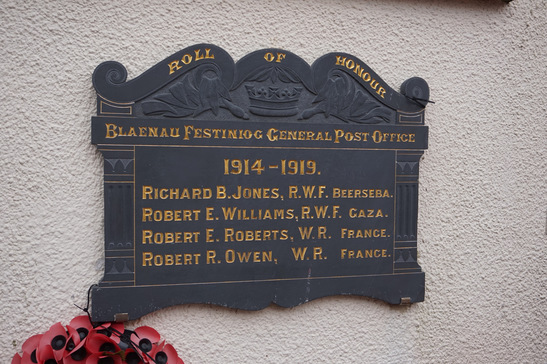 ROLL OF HONOUR
BLAENAU FESTINIOG GENERAL POST OFFICE
1914-1919.
RICHARD B. JONES, R.W.F. BEERSEBA.
ROBERT E. WILLIAMS, R.W.F. CAZA.
ROBERT E. ROBERTS, W.R. FRANCE.
ROBERT R. OWEN, W.R. FRANCE.